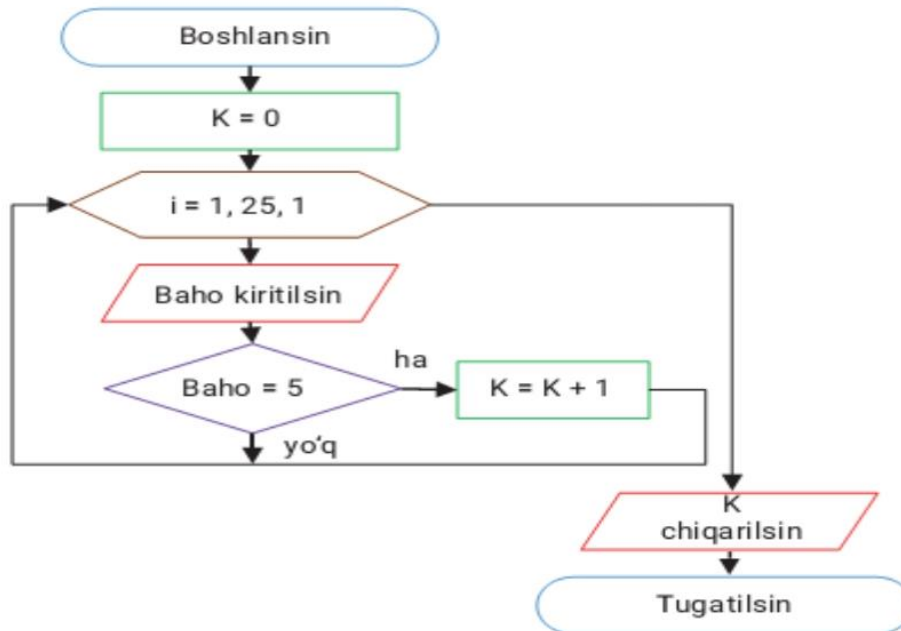 Boshlansin
K = 0
i = 1, 25, 1
Baho kiritilsin
Baho = 5
ha
K = K + 1
yo‘q
K
chiqarilsin
Tugatilsin